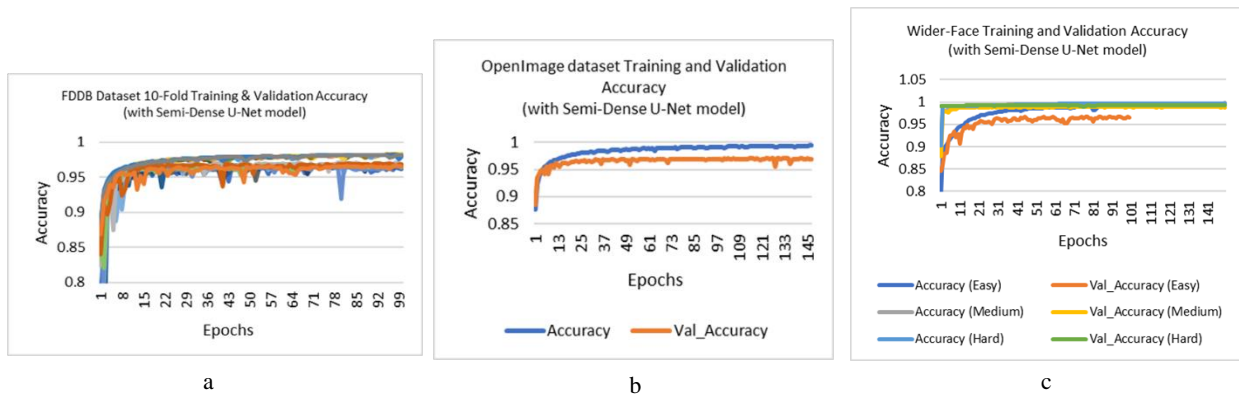 FDDB Dataset 10-Fold Training & Validation Accuracy
(with Semi-Dense U-Net model)
Accuracy
1
0.95
0.9
0.85
0.8
1 8 15 22 29 36 43 50 57 64 71 78 85 92 99
Epochs
a
OpenImage dataset Training and Validation
Accuracy
(with Semi-Dense U-Net model)
Accuracy
1
0.95
0.9
0.85
1 13 25 37 49 61 73 85 97 109 121 133 145
Epochs
Accuracy Val_Accuracy
b
Wider-Face Training and Validation Accuracy
(with Semi-Dense U-Net model)
Accuracy
1.05
1
0.95
0.9
0.85
0.8
1 11 21 31 41 51 61 71 81 91 101 111 121 131 141
Epochs
Accuracy (Easy) Val_Accuracy (Easy)
Accuracy (Medium) Val_Accuracy (Medium)
Accuracy (Hard) Val_Accuracy (Hard)
c